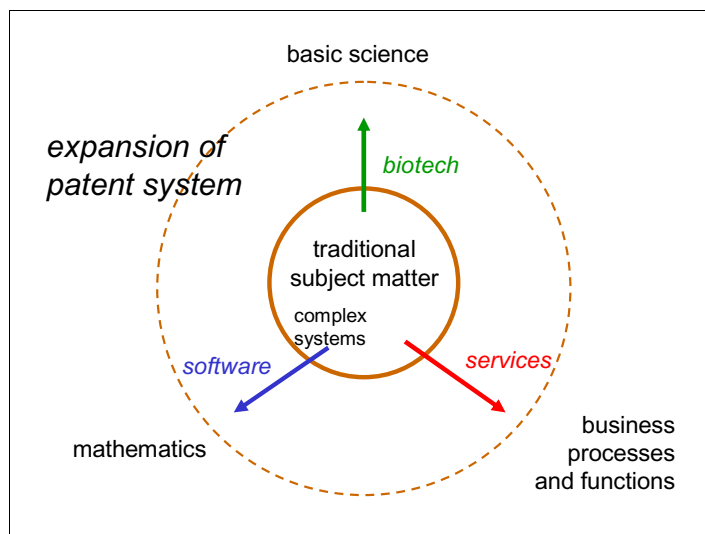 basic science
expansion of
patent system
biotech
traditional
subject matter
complex
systems
software
services
mathematics
business
processes
and functions